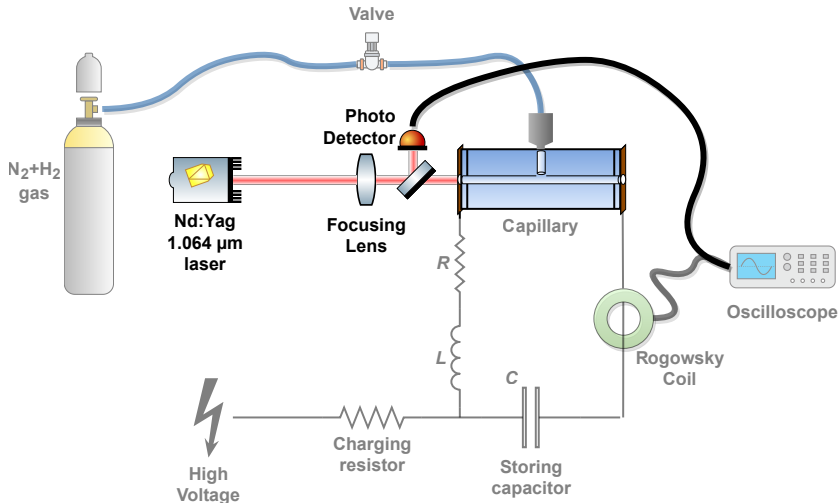 Valve
Photo
Detector
N₂+H₂
gas
Nd:Yag
1.064 µm
laser
Focusing
Lens
Capillary
R
Oscilloscope
L
Rogowsky
Coil
C
Charging
resistor
Storing
capacitor
High
Voltage